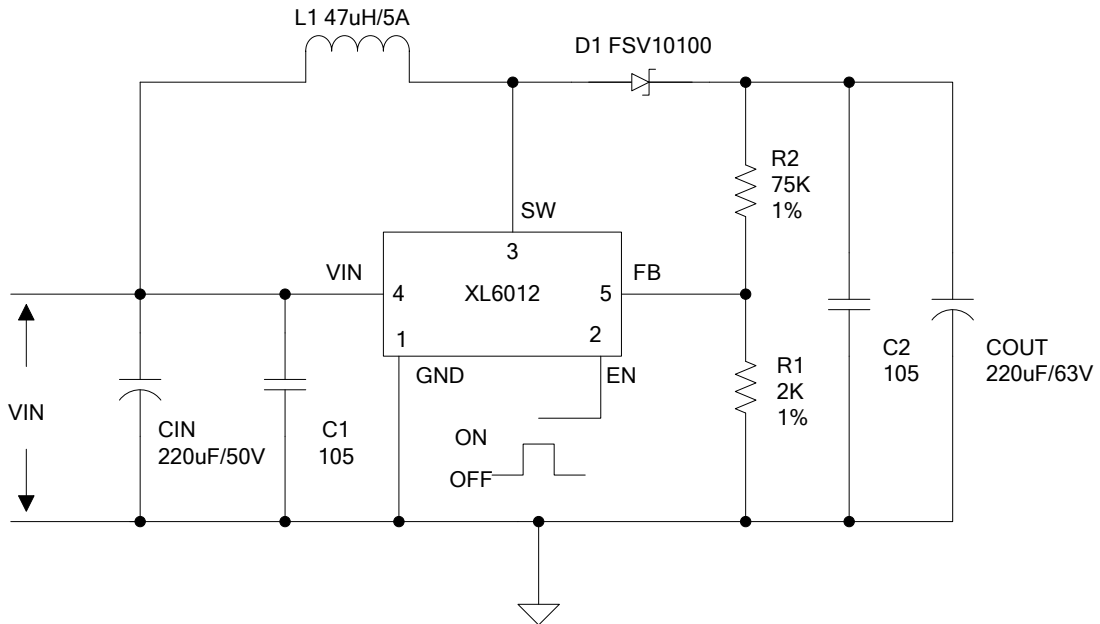 L1 47uH/5A
D1 FSV10100
R2
75K
1%
SW
3
VIN
FB
4
XL6012
5
1
2
GND
EN
R1
2K
1%
C2
105
COUT
220uF/63V
VIN
CIN
220uF/50V
C1
105
ON
OFF